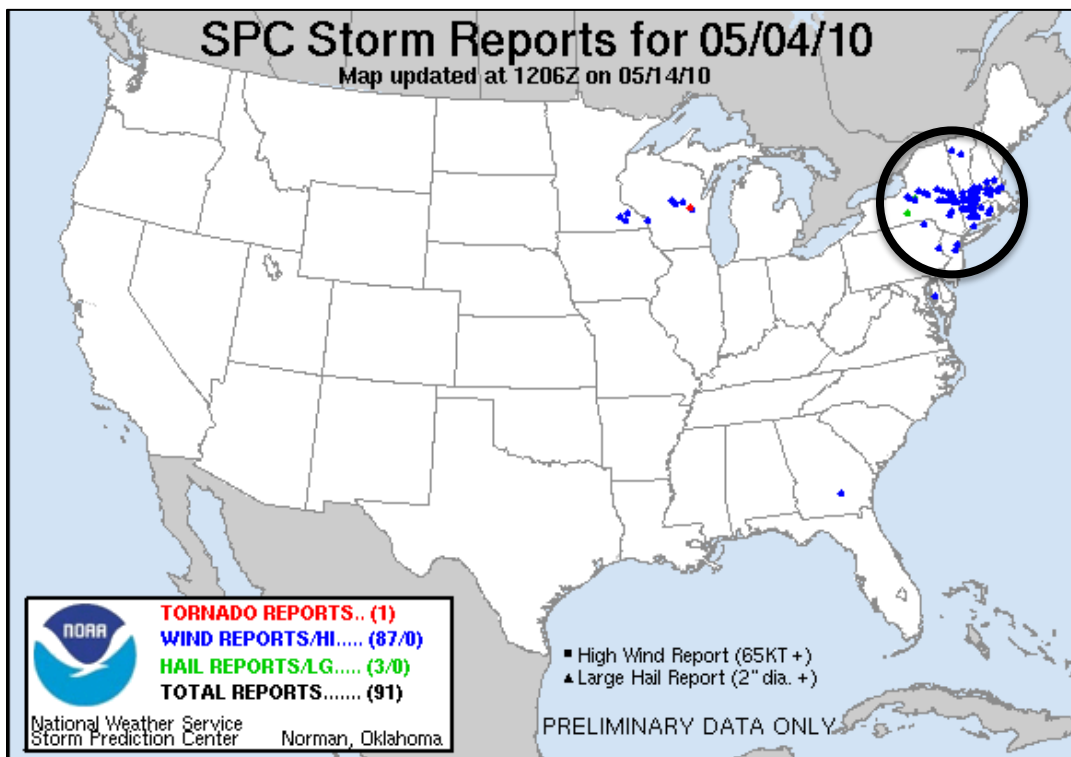 SPC Storm Reports for 05/04/10
Map updated at 1206Z on 05/14/10
NOAA
TORNADO REPORTS.. (1)
WIND REPORTS/HI..... (87/0)
HAIL REPORTS/LG..... (3/0)
TOTAL REPORTS....... (91)
National Weather Service
Storm Prediction Center Norman, Oklahoma
High Wind Report (65KT +)
Large Hail Report (2" dia. +)
PRELIMINARY DATA ONLY